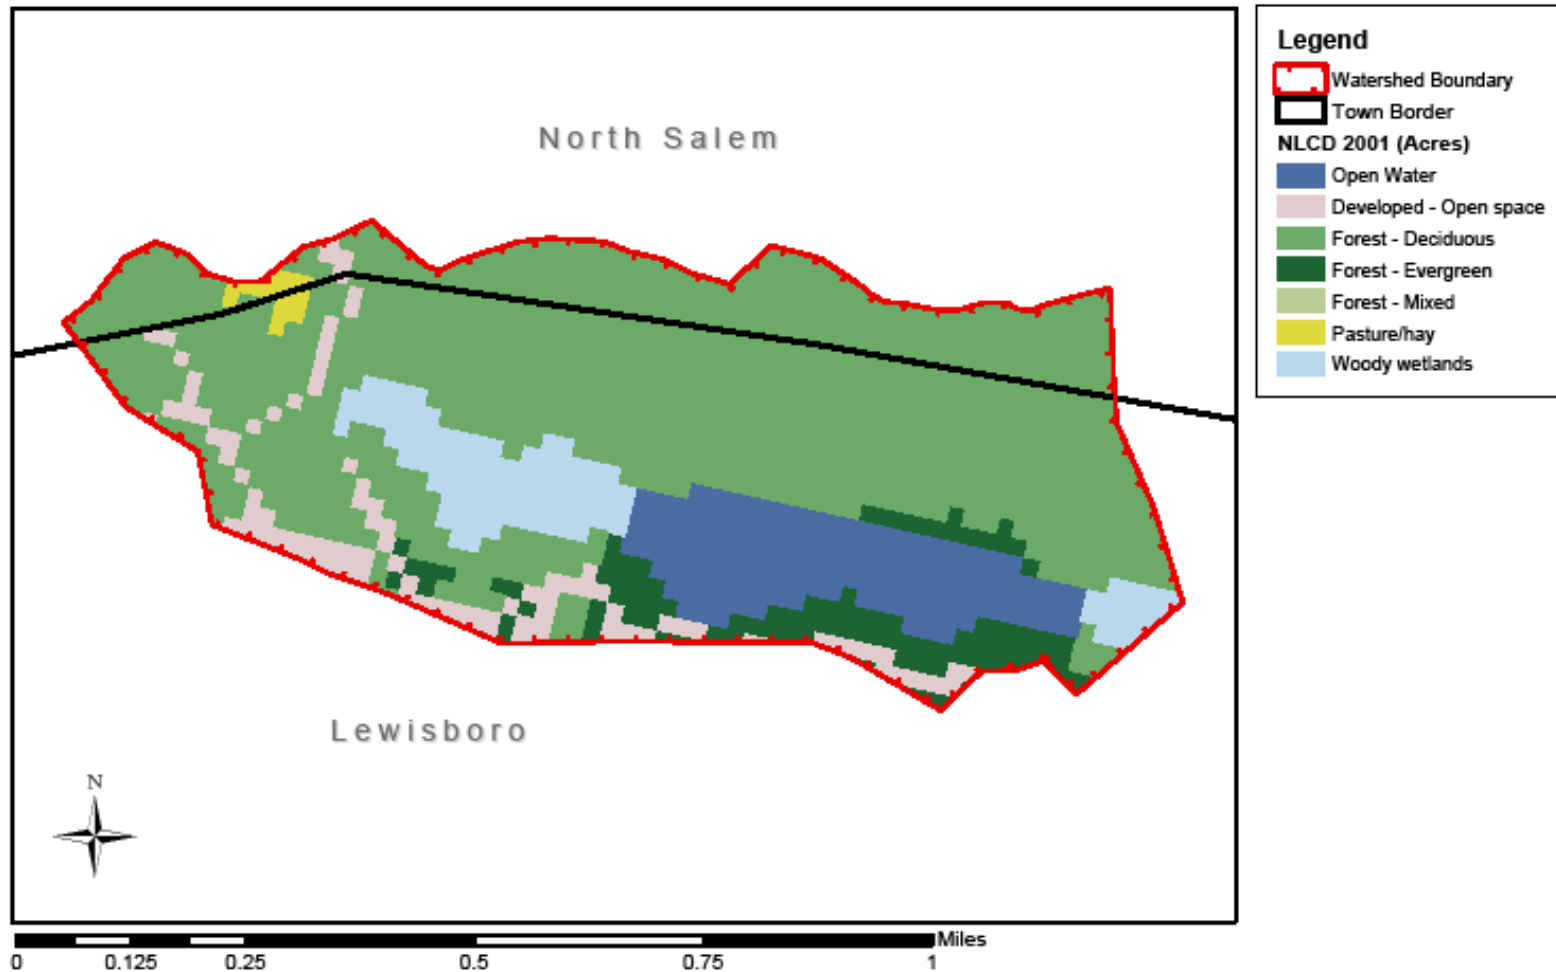 Legend
Watershed Boundary
Town Border
NLCD 2001 (Acres)
Open Water
Developed - Open space
Forest - Deciduous
Forest - Evergreen
Forest - Mixed
Pasture/hay
Woody wetlands
North Salem
Lewisboro
N
Miles
0 0.125 0.25 0.5 0.75 1